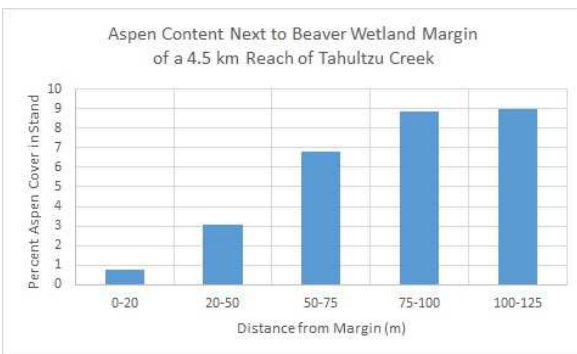 Aspen Content Next to Beaver Wetland Margin
of a 4.5 km Reach of Tahultzu Creek
Percent Aspen Cover in Stand
10
9
8
7
6
5
4
3
2
1
0
0-20 20-50 50-75 75-100 100-125
Distance from Margin (m)